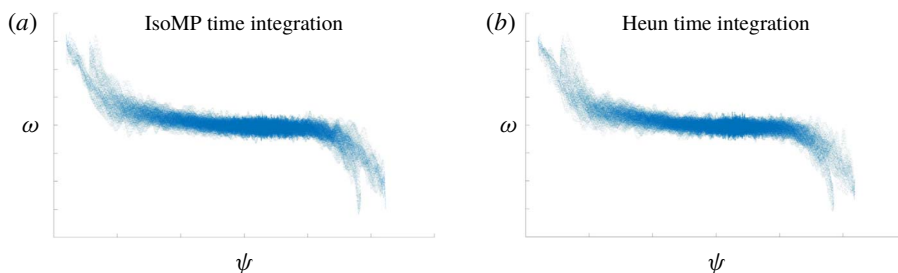 (a) IsoMP time integration
ω
ψ
(b) Heun time integration
ω
ψ